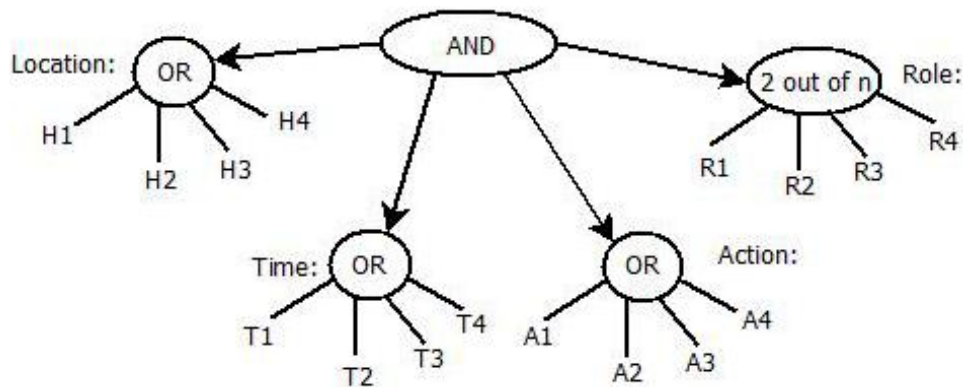 AND
Location:
OR
H1
H2
H3
H4
2 out of n
Role:
R1
R2
R3
R4
Time:
OR
T1
T2
T3
T4
OR
Action:
A1
A2
A3
A4